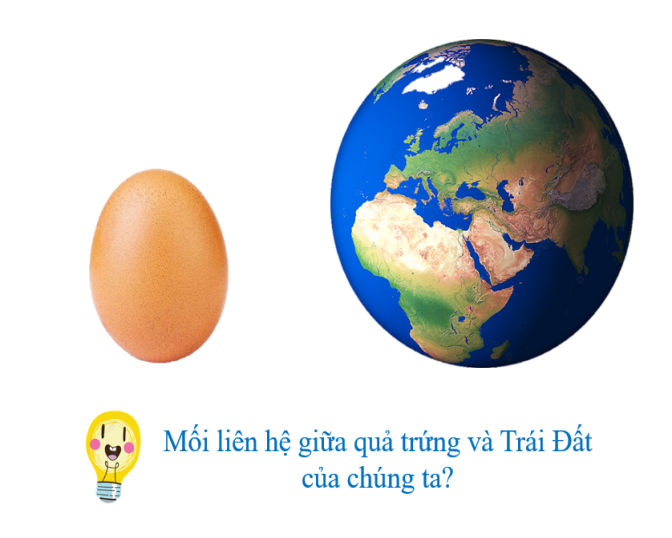 Mối liên hệ giữa quả trứng và Trái Đất
của chúng ta?